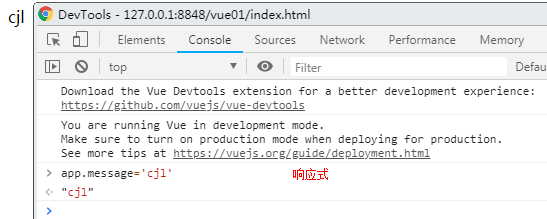 cjl
DevTools - 127.0.0.1:8848/vue01/index.html
Elements Console Sources Network Performance Memory
top Filter Defau
Download the Vue Devtools extension for a better development experience:
https://github.com/vuejs/vue-devtools
You are running Vue in development mode.
Make sure to turn on production mode when deploying for production.
See more tips at https://vuejs.org/guide/deployment.html
> app.message='cjl' 响应式
< "cjl"
>